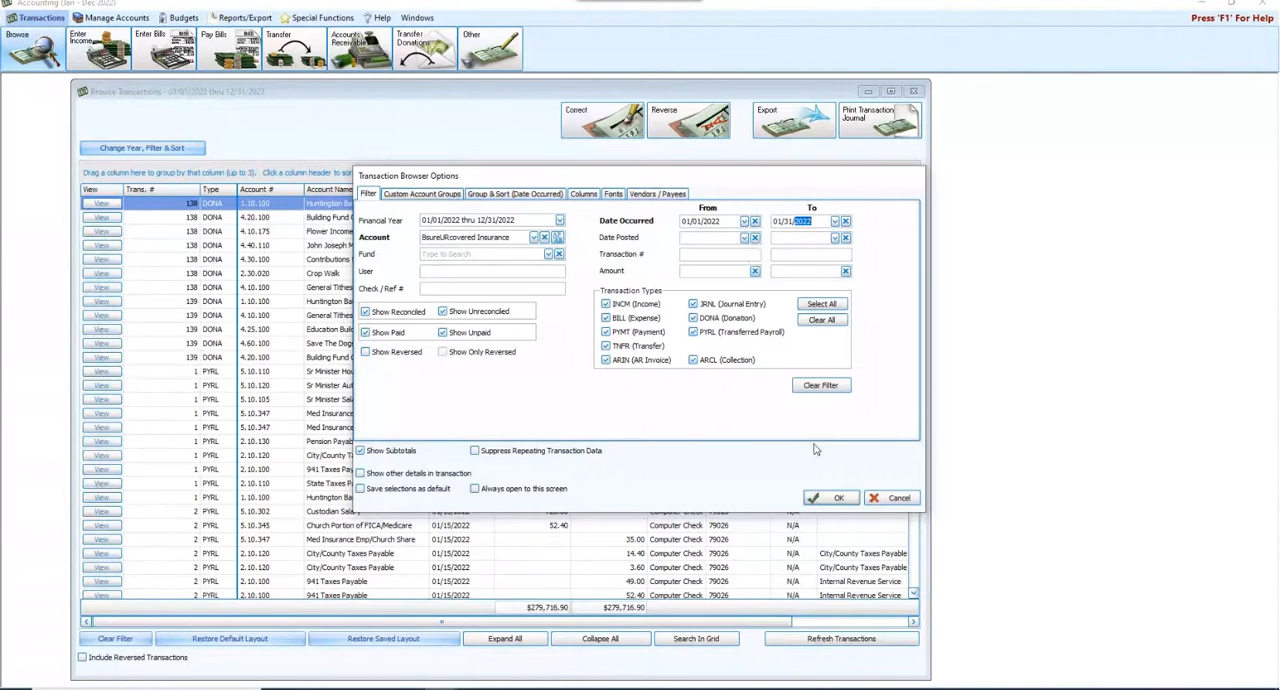 Accounting (Jan - Dec 2022)
Transactions Manage Accounts Budgets Reports/Export Special Functions Help Windows
Press 'F1' For Help
Browse Enter Income Enter Bills Pay Bills Transfer Accounts Receivable Transfer Donations Other
Browse Transactions - 01/01/2022 thru 12/31/2022
Correct Reverse Export Print Transaction Journal
Change Year, Filter & Sort
Drag a column here to group by that column (up to 3). Click a column header to sor
View Trans. # Type Account # Account Name
View 138 DONA 1.10.100 Huntington Ba
View 138 DONA 4.20.100 Building Fund C
View 138 DONA 4.10.175 General Offerin
View 138 DONA 4.40.110 John Joseph M
View 138 DONA 4.30.100 Contributions
View 138 DONA 2.30.020 Crop Walk
View 138 DONA 4.10.100 General Tithes
View 139 DONA 1.10.100 Huntington Ba
View 139 DONA 4.10.100 General Tithes
View 139 DONA 4.25.100 Education Build
View 139 DONA 4.60.100 Save The Dog
View 139 DONA 4.20.100 Building Fund C
View 1 PYRL 5.10.110 Sr Minister Hou
View 1 PYRL 5.10.120 Sr Minister Aut
View 1 PYRL 5.10.105 Sr Minister Sal
View 1 PYRL 5.10.347 Med Insurance
View 1 PYRL 5.10.347 Med Insurance
View 1 PYRL 2.10.130 Pension Payabl
View 1 PYRL 2.10.120 City/County Ta
View 1 PYRL 2.10.100 941 Taxes Pay
View 1 PYRL 2.10.110 State Taxes P
View 1 PYRL 1.10.100 Huntington Ba
View 2 PYRL 5.10.302 Custodian Sala
View 2 PYRL 5.10.345 Church Portion of FICA/Medicare 01/15/2022 52.40 Computer Check 79026 N/A
View 2 PYRL 5.10.347 Med Insurance Emp/Church Share 01/15/2022 35.00 Computer Check 79026 N/A
View 2 PYRL 2.10.120 City/County Taxes Payable 01/15/2022 14.40 Computer Check 79026 N/A City/County Taxes Payable
View 2 PYRL 2.10.120 City/County Taxes Payable 01/15/2022 3.60 Computer Check 79026 N/A City/County Taxes Payable
View 2 PYRL 2.10.100 941 Taxes Payable 01/15/2022 49.00 Computer Check 79026 N/A Internal Revenue Service
View 2 PYRL 2.10.100 941 Taxes Payable 01/15/2022 52.40 Computer Check 79026 N/A Internal Revenue Service
$279,716.90 $279,716.90
Clear Filter Restore Default Layout Restore Saved Layout Expand All Collapse All Search In Grid Refresh Transactions
Include Reversed Transactions
Transaction Browser Options
Filter Custom Account Groups Group & Sort (Date Occurred) Columns Fonts Vendors / Payees
From To
Financial Year 01/01/2022 thru 12/31/2022 Date Occurred 01/01/2022 01/31/2022
Account BsureURcovered Insurance Date Posted
Fund Type to Search Transaction #
User Amount
Check / Ref #
Transaction Types
Show Reconciled Show Unreconciled INCM (Income) JRNL (Journal Entry) Select All
BILL (Expense) DONA (Donation) Clear All
Show Paid Show Unpaid PYMT (Payment) PYRL (Transferred Payroll)
TNFR (Transfer)
Show Reversed Show Only Reversed ARIN (AR Invoice) ARCL (Collection)
Clear Filter
Show Subtotals Suppress Repeating Transaction Data
Show other details in transaction
Save selections as default Always open to this screen
OK Cancel